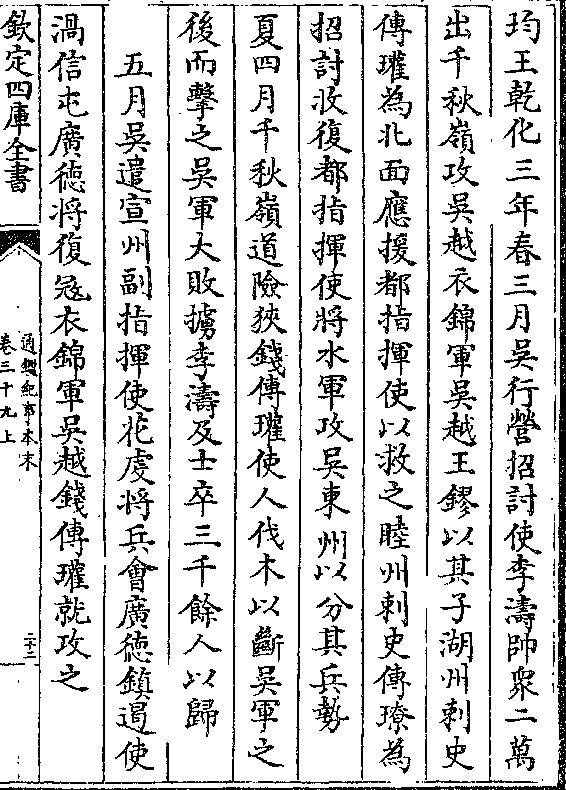 均王乾化三年春三月吳行營招討使李濤帥衆二萬
出千秋嶺攻吳越衣錦軍吳越王鏐以其子湖州刺史
傳瓘為北面應援都指揮使以救之睦州刺史傳璙為
招討收復都指揮使將水軍攻吳東州以分其兵勢
夏四月千秋嶺道險狹錢傳瓘使人伐木以斷吳軍之
後而擊之吳軍大敗擄李濤及士卒三千餘人以歸
五月吳遣宣州副指揮使花虔將兵會廣徳鎮遏使
渦信屯廣徳將復冦衣錦軍吳越錢傳瓘就攻之
欽定四庫全書
通鑑紀事本末
卷三十九上
二十二